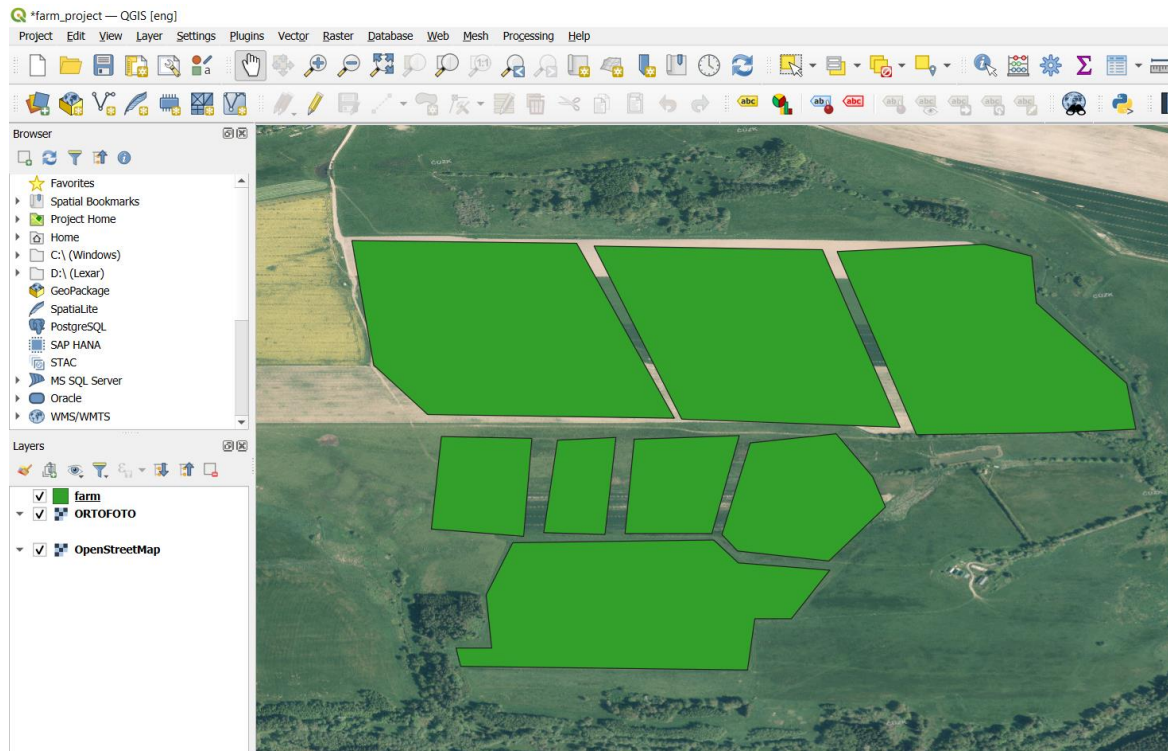 *farm_project — QGIS [eng]
Project Edit View Layer Settings Plugins Vector Raster Database Web Mesh Processing Help
Browser
Favorites
Spatial Bookmarks
Project Home
Home
C:\ (Windows)
D:\ (Lexar)
GeoPackage
SpatiaLite
PostgreSQL
SAP HANA
STAC
MS SQL Server
Oracle
WMS/WMTS
Layers
farm
ORTOFOTO
OpenStreetMap